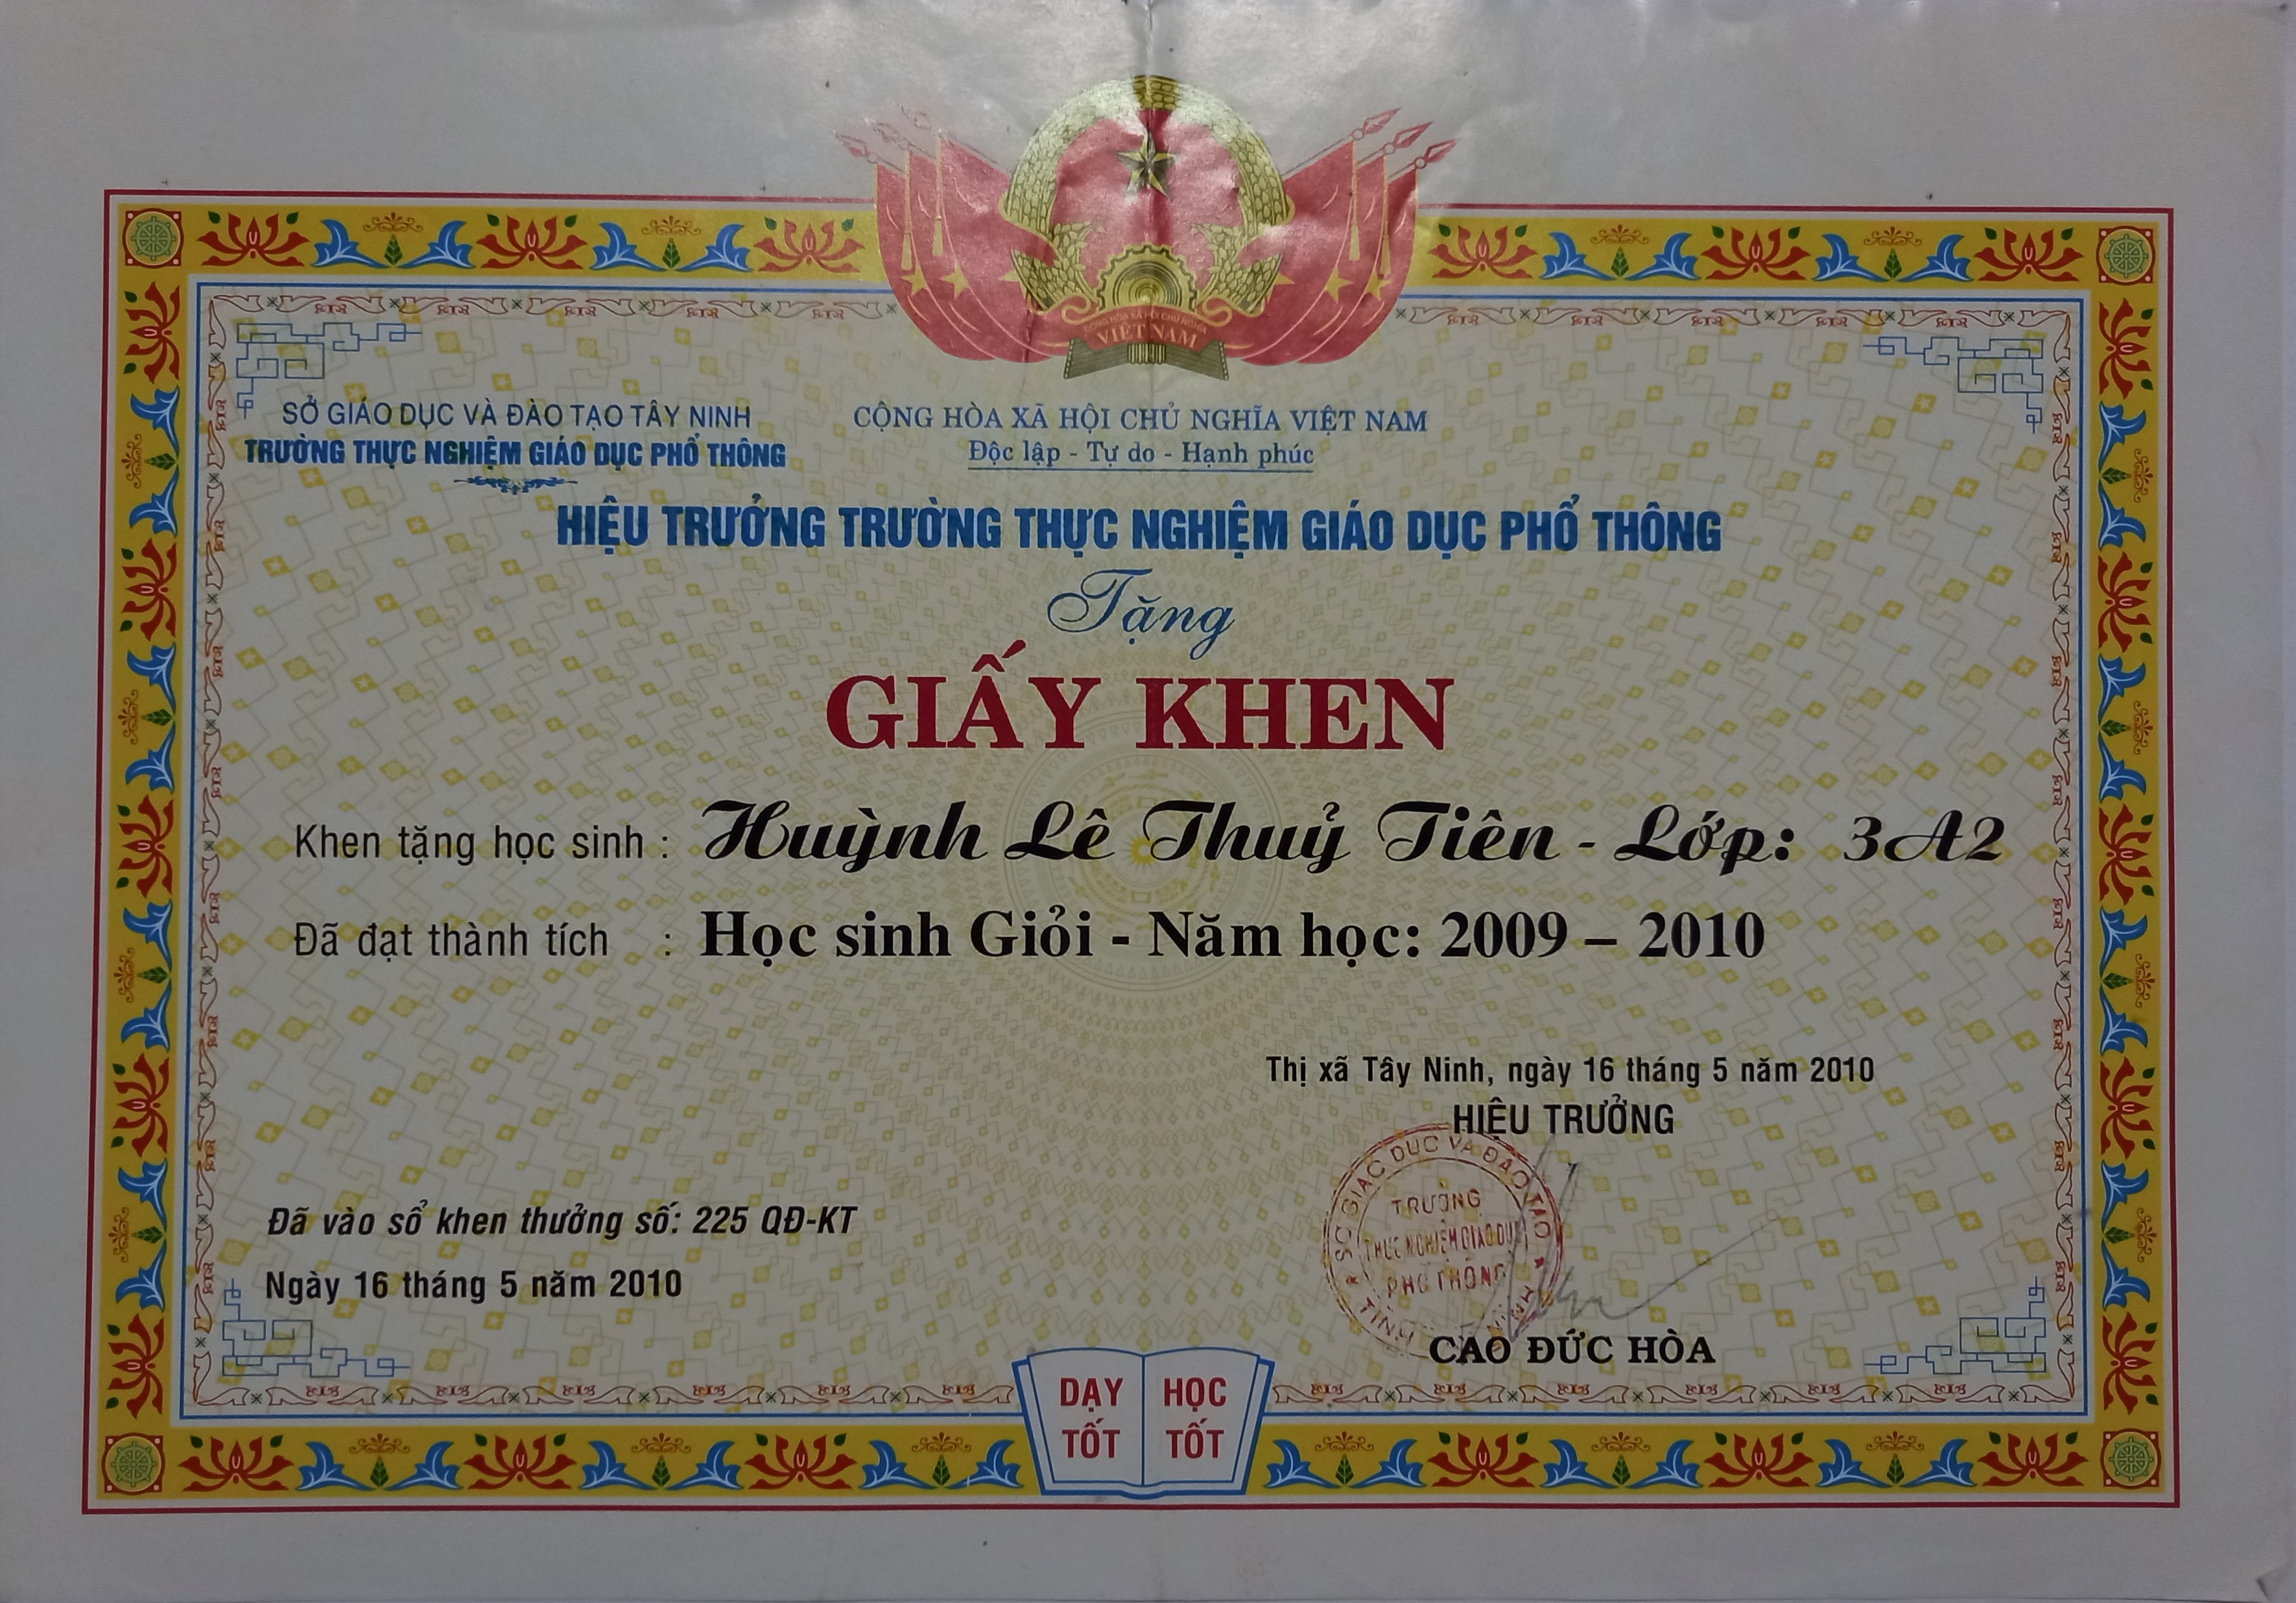 CỘNG HÒA XÃ HỘI CHỦ NGHĨA
VIỆT NAM
SỞ GIÁO DỤC VÀ ĐÀO TẠO TÂY NINH
TRƯỜNG THỰC NGHIỆM GIÁO DỤC PHỔ THÔNG
CỘNG HÒA XÃ HỘI CHỦ NGHĨA VIỆT NAM
Độc lập - Tự do - Hạnh phúc
HIỆU TRƯỞNG TRƯỜNG THỰC NGHIỆM GIÁO DỤC PHỔ THÔNG
Tặng
GIẤY KHEN
Khen tặng học sinh : Huỳnh Lê Thuỷ Tiên - Lớp: 3A2
Đã đạt thành tích : Học sinh Giỏi - Năm học: 2009 – 2010
Thị xã Tây Ninh, ngày 16 tháng 5 năm 2010
HIỆU TRƯỞNG
SỞ GIÁO DỤC VÀ ĐÀO TẠO
TRƯỜNG
THỰC NGHIỆM GIÁO DỤC
PHỔ THÔNG
TỈNH
CAO ĐỨC HÒA
Đã vào sổ khen thưởng số: 225 QĐ-KT
Ngày 16 tháng 5 năm 2010
DẠY HỌC
TỐT TỐT